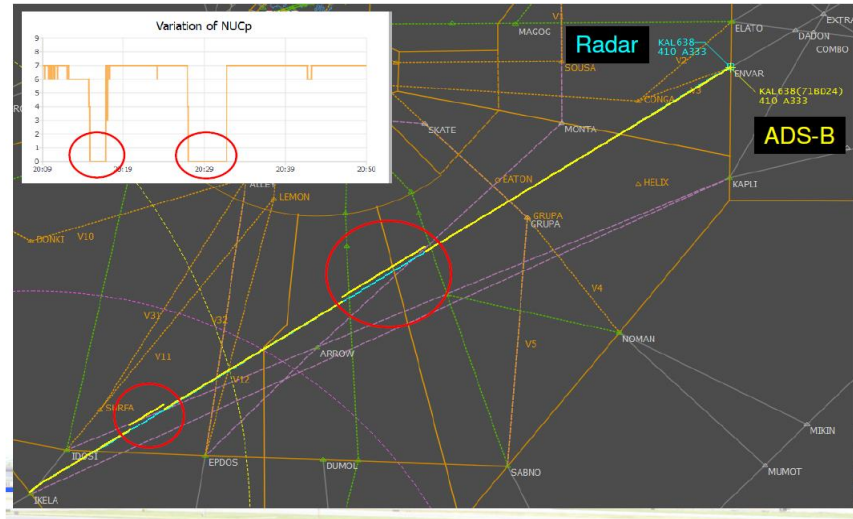 Variation of NUCp
9
8
7
6
5
4
3
2
1
0
20:09
20:19
20:29
20:39
20:50
Radar
KAL638
410 A333
KAL638(71BD24)
410 A333
ADS-B
MAGOG
V1
ELATO
EXTRA
DADON
COMBO
SOUSA
V2
ENVAR
CONGA
V3
SKATE
MONTA
EATON
HELIX
KAPLI
LEMON
GRUPA
GRUPA
BONKI
V10
V31
V32
V11
V12
ARROW
V4
V5
NOMAN
SURFA
IDOSI
EPDOS
DUMOL
SABNO
MIKIN
MUMOT
IKELA